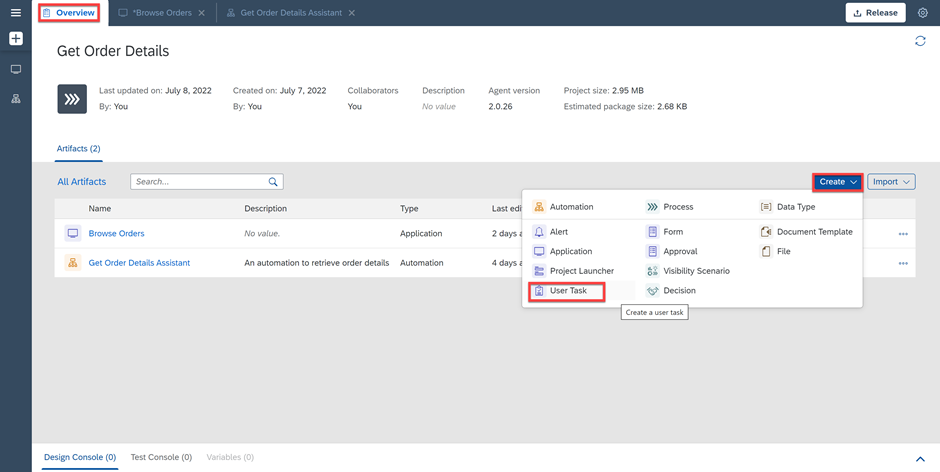 Overview
*Browse Orders
Get Order Details Assistant
Release
Get Order Details
Last updated on: July 8, 2022
By: You
Created on: July 7, 2022
By: You
Collaborators
You
Description
No value
Agent version
2.0.26
Project size: 2.95 MB
Estimated package size: 2.68 KB
Artifacts (2)
All Artifacts
Search...
Create
Import
Name
Description
Type
Last edi
Browse Orders
No value.
Application
2 days a
Get Order Details Assistant
An automation to retrieve order details
Automation
4 days a
Automation
Process
Data Type
Alert
Form
Document Template
Application
Approval
File
Project Launcher
Visibility Scenario
User Task
Decision
Create a user task
Design Console (0)
Test Console (0)
Variables (0)